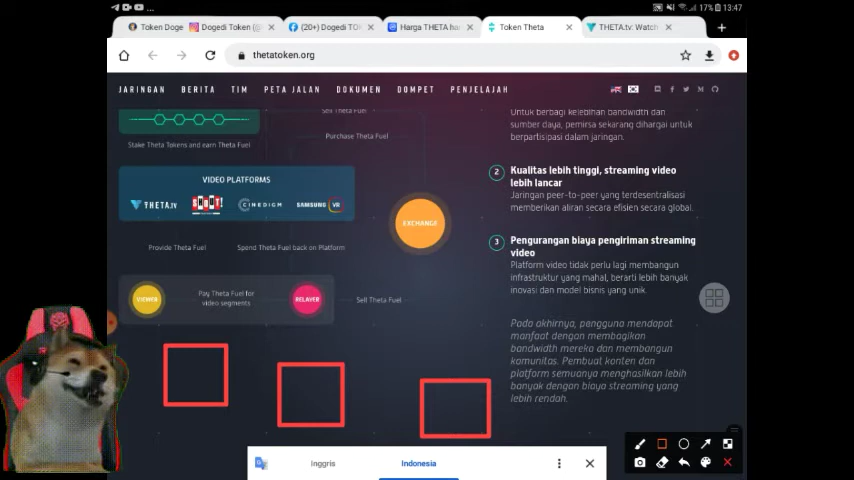 17% 13:47
Token Doge
Dogedi Token (@
(20+) Dogedi TOK
Harga THETA har
Token Theta
THETA.tv: Watch
thetatoken.org
JARINGAN BERITA TIM PETA JALAN DOKUMEN DOMPET PENJELAJAH
Sell Theta Fuel
Purchase Theta Fuel
Stake Theta Tokens and earn Theta Fuel
VIDEO PLATFORMS
THETA.tv SHOUT! CINEDIGM SAMSUNG VR
EXCHANGE
Provide Theta Fuel
Spend Theta Fuel back on Platform
VIEWER
Pay Theta Fuel for
video segments
RELAYER
Sell Theta Fuel
Untuk berbagi kelebihan bandwidth dan
sumber daya, pemirsa sekarang dihargai untuk
berpartisipasi dalam jaringan.
2
Kualitas lebih tinggi, streaming video
lebih lancar
Jaringan peer-to-peer yang terdesentralisasi
memberikan aliran secara efisien secara global.
3
Pengurangan biaya pengiriman streaming
video
Platform video tidak perlu lagi membangun
infrastruktur yang mahal, berarti lebih banyak
inovasi dan model bisnis yang unik.
Pada akhirnya, pengguna mendapat
manfaat dengan membagikan
bandwidth mereka dan membangun
komunitas. Pembuat konten dan
platform semuanya menghasilkan lebih
banyak dengan biaya streaming yang
lebih rendah.
Inggris
Indonesia